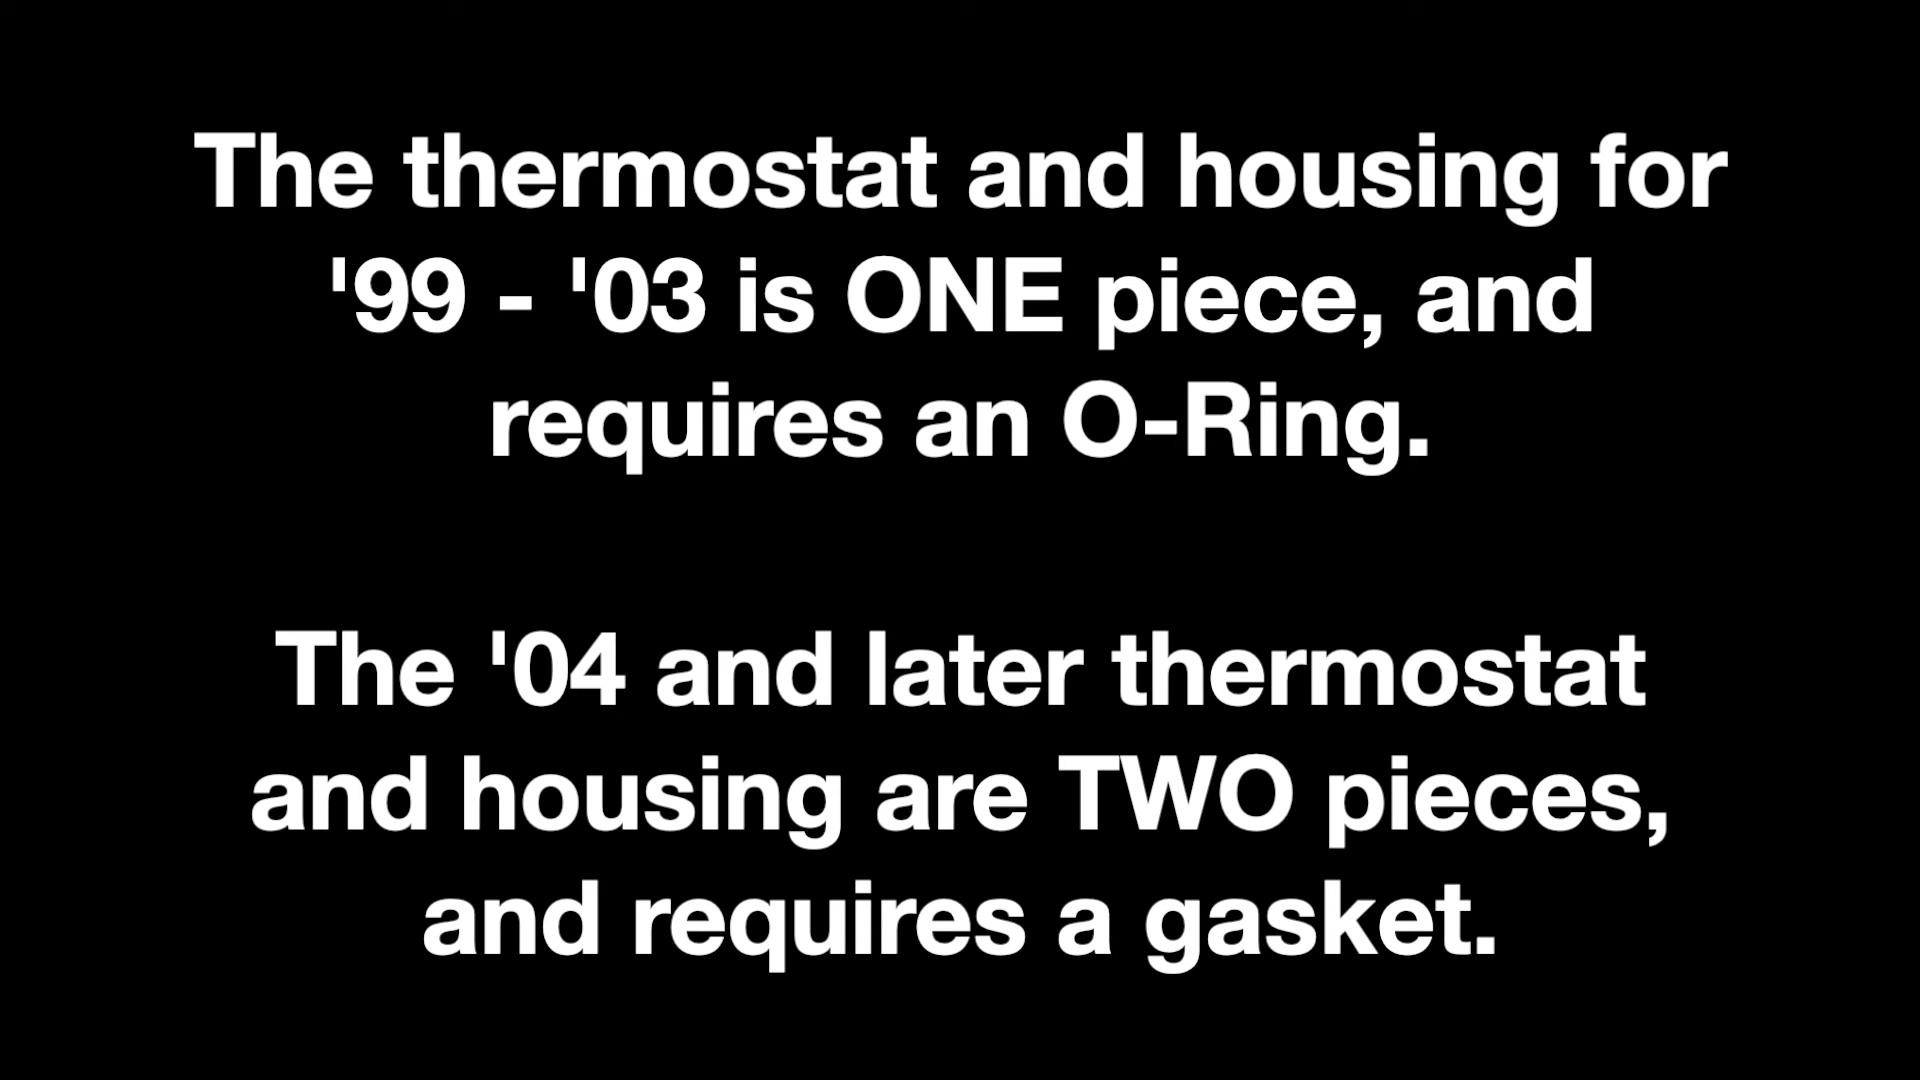 The thermostat and housing for
'99 - '03 is ONE piece, and
requires an O-Ring.
The '04 and later thermostat
and housing are TWO pieces,
and requires a gasket.